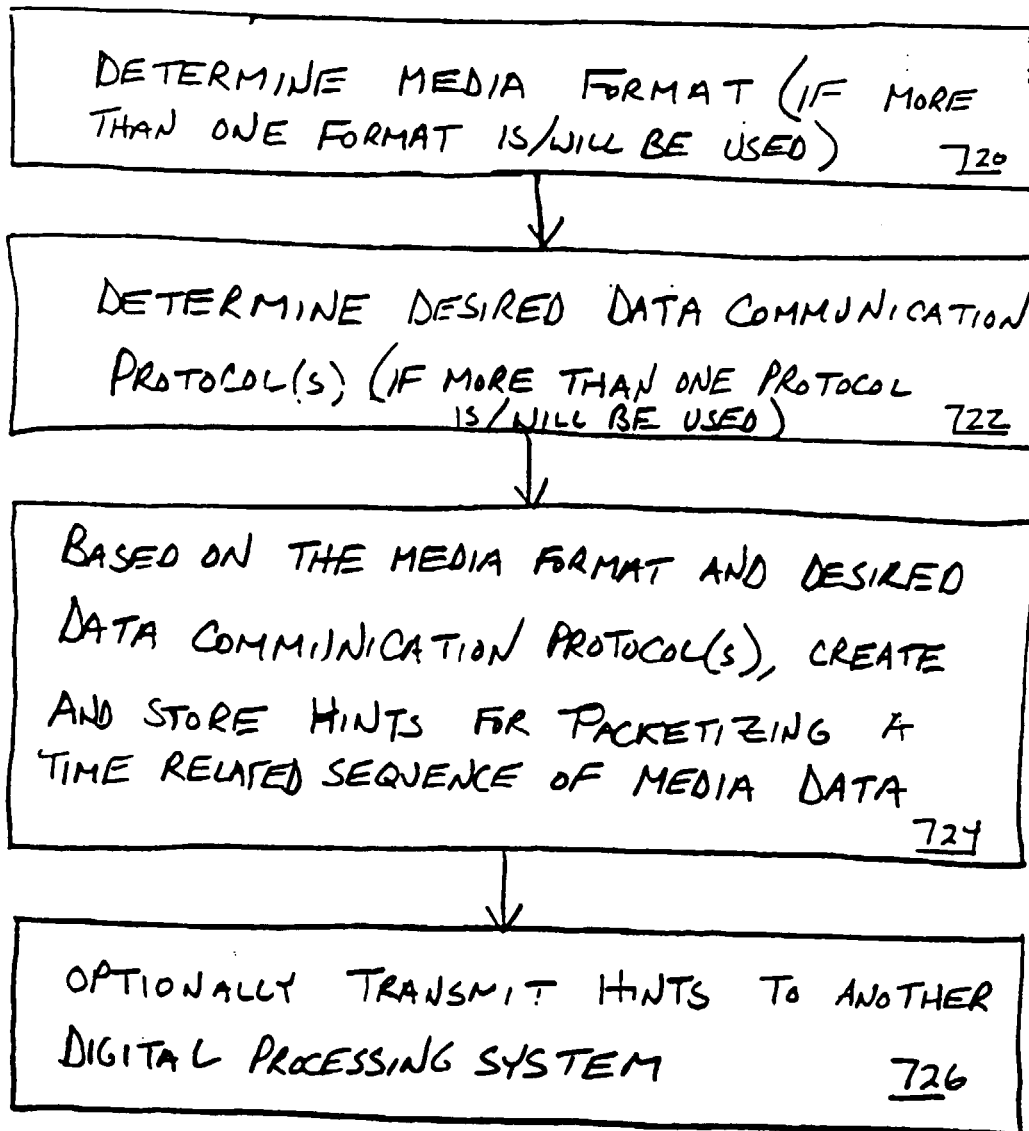 DETERMINE MEDIA FORMAT (IF MORE
THAN ONE FORMAT IS/WILL BE USED)
720
DETERMINE DESIRED DATA COMMUNICATION
PROTOCOL(S) (IF MORE THAN ONE PROTOCOL
IS/WILL BE USED)
722
BASED ON THE MEDIA FORMAT AND DESIRED
DATA COMMUNICATION PROTOCOL(S), CREATE
AND STORE HINTS FOR PACKETIZING A
TIME RELATED SEQUENCE OF MEDIA DATA
724
OPTIONALLY TRANSMIT HINTS TO ANOTHER
DIGITAL PROCESSING SYSTEM
726